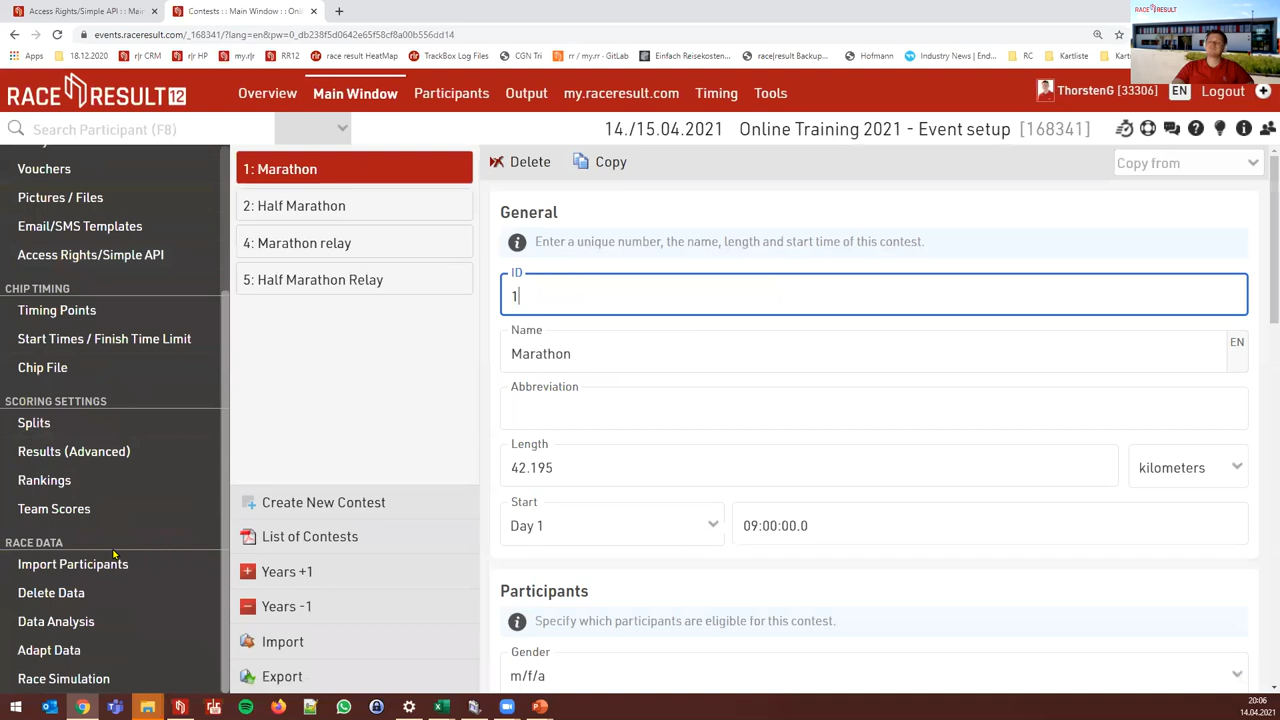 Access Rights/Simple API :: Mai
Contests :: Main Window :: Onli
events.raceresult.com/_168341/?lang=en&pw=0_db238f5d0642e65f58cf8a00b556dd14
Apps
18.12.2020
r|r CRM
r|r HP
my.r|r
RR12
race result HeatMap
TrackBox Log Files
CGN Tri
rr / my.rr · GitLab
Einfach Reisekosten...
race|result Backup...
Hofmann
Industry News | End...
RC
Kartliste
RACE RESULT
RACE RESULT 12
Overview
Main Window
Participants
Output
my.raceresult.com
Timing
Tools
ThorstenG [33306]
EN
Logout
Search Participant (F8)
14./15.04.2021
Online Training 2021 - Event setup [168341]
Vouchers
Pictures / Files
Email/SMS Templates
Access Rights/Simple API
CHIP TIMING
Timing Points
Start Times / Finish Time Limit
Chip File
SCORING SETTINGS
Splits
Results (Advanced)
Rankings
Team Scores
RACE DATA
Import Participants
Delete Data
Data Analysis
Adapt Data
Race Simulation
1: Marathon
2: Half Marathon
4: Marathon relay
5: Half Marathon Relay
Create New Contest
List of Contests
Years +1
Years -1
Import
Export
Delete
Copy
Copy from
General
Enter a unique number, the name, length and start time of this contest.
ID
1
Name
Marathon
EN
Abbreviation
Length
42.195
kilometers
Start
Day 1
09:00:00.0
Participants
Specify which participants are eligible for this contest.
Gender
m/f/a
20:06
14.04.2021